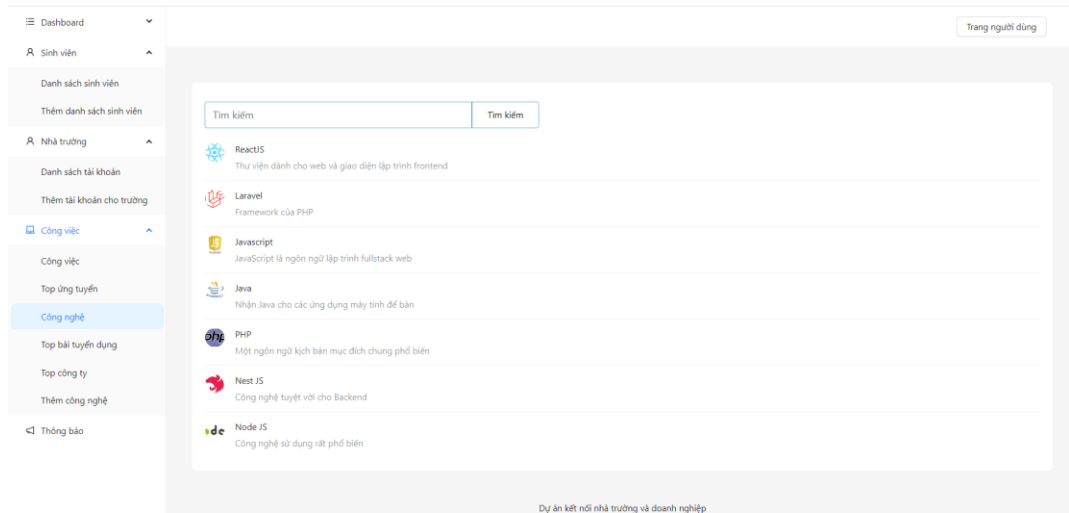 Dashboard
Sinh viên
Danh sách sinh viên
Thêm danh sách sinh viên
Nhà trường
Danh sách tài khoản
Thêm tài khoản cho trường
Công việc
Công việc
Top ứng tuyển
Công nghệ
Top bài tuyển dụng
Top công ty
Thêm công nghệ
Thông báo
Trang người dùng
Tìm kiếm
Tìm kiếm
ReactJS
Thư viện dành cho web và giao diện lập trình frontend
Laravel
Framework của PHP
JS
Javascript
JavaScript là ngôn ngữ lập trình fullstack web
Java
Nhận Java cho các ứng dụng máy tính để bàn
php
PHP
Một ngôn ngữ kịch bản mục đích chung phổ biến
Nest JS
Công nghệ tuyệt vời cho Backend
de
Node JS
Công nghệ sử dụng rất phổ biến
Dự án kết nối nhà trường và doanh nghiệp